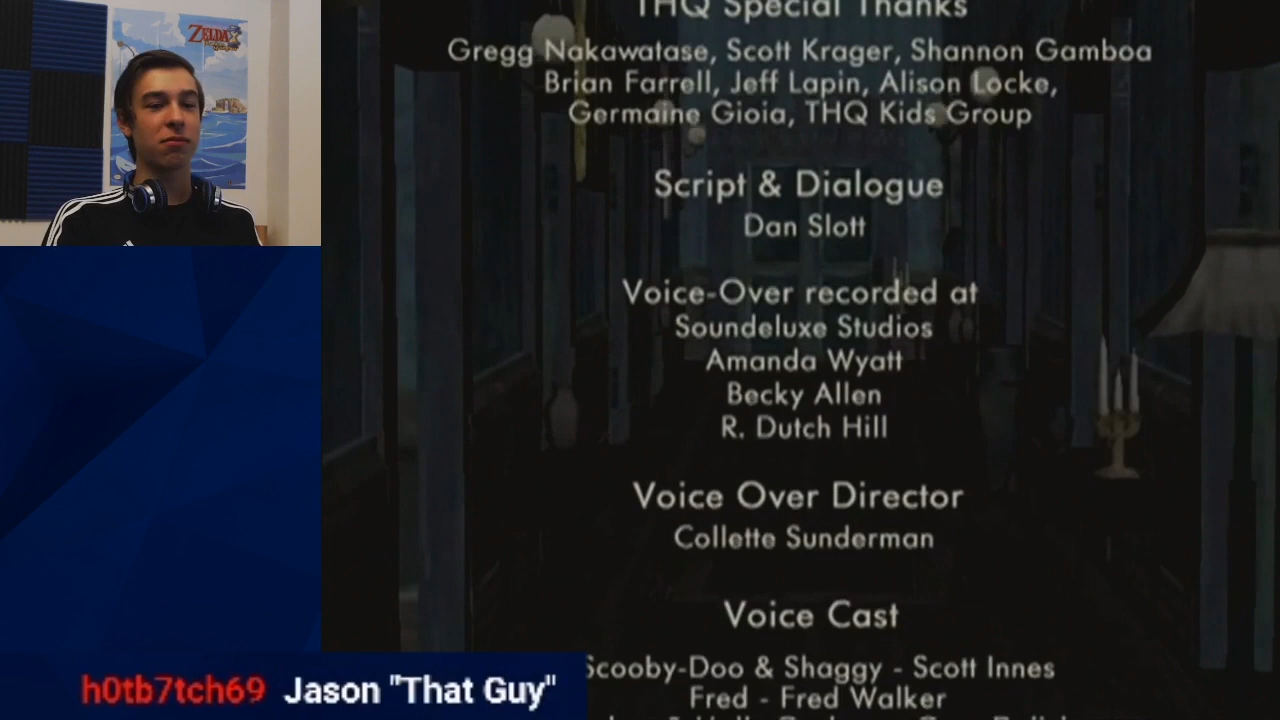 ZELDA
THQ Special Thanks
Gregg Nakawatase, Scott Krager, Shannon Gamboa
Brian Farrell, Jeff Lapin, Alison Locke,
Germaine Gioia, THQ Kids Group
Script & Dialogue
Dan Slott
Voice-Over recorded at
Soundeluxe Studios
Amanda Wyatt
Becky Allen
R. Dutch Hill
Voice Over Director
Collette Sunderman
Voice Cast
Scooby-Doo & Shaggy - Scott Innes
Fred - Fred Walker
h0tb7tch69 Jason "That Guy"